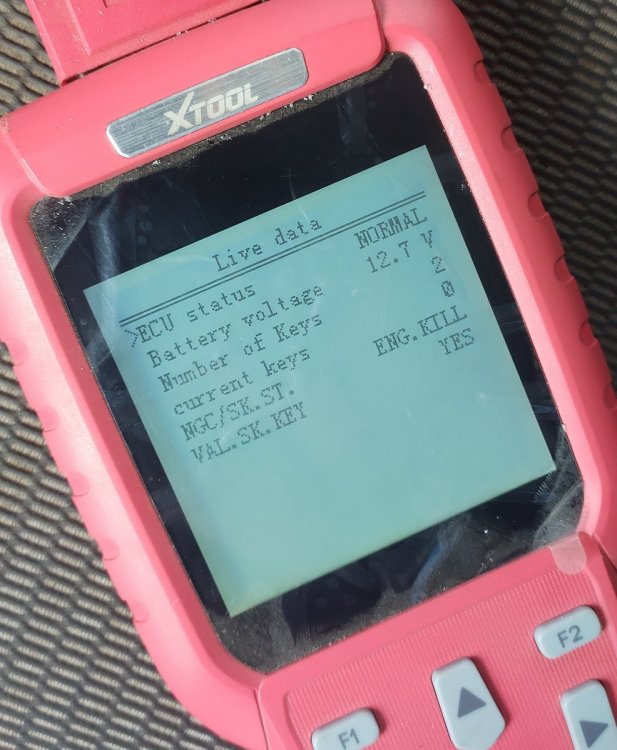 XTOOL
Live data
>ECU status NORMAL
Battery voltage 12.7 V
Number of Keys 2
current keys 0
NGC/SK.ST. ENG.KILL
VAL.SK.KEY YES
F2
F1